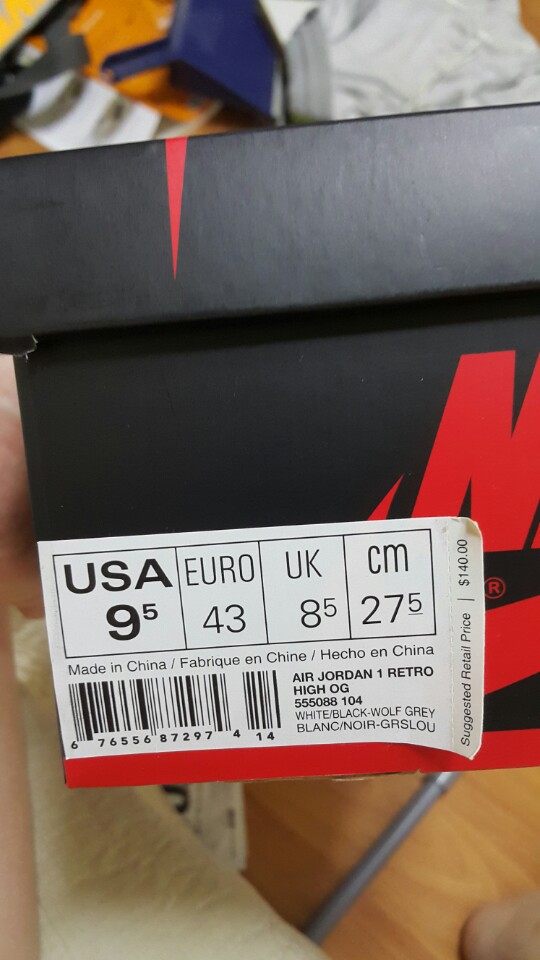 USA EURO UK cm
9⁵ 43 8⁵ 27⁵
Made in China / Fabrique en Chine / Hecho en China
AIR JORDAN 1 RETRO
HIGH OG
555088 104
WHITE/BLACK-WOLF GREY
BLANC/NOIR-GRSLOU
6 76556 87297 4 14
Suggested Retail Price | $140.00
®